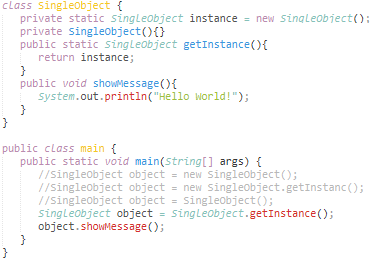 class SingleObject {
private static SingleObject instance = new SingleObject();
private SingleObject(){}
public static SingleObject getInstance(){
return instance;
}
public void showMessage(){
System.out.println("Hello World!");
}
}
public class main {
public static void main(String[] args) {
//SingleObject object = new SingleObject();
//SingleObject object = new SingleObject.getInstanc();
//SingleObject object = SingleObject();
SingleObject object = SingleObject.getInstance();
object.showMessage();
}
}